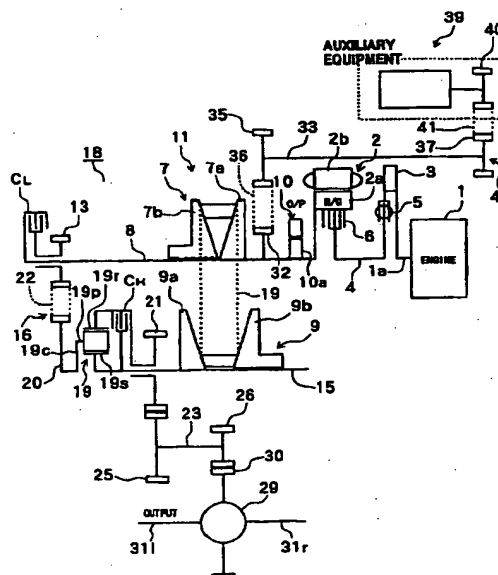 39
40
AUXILIARY
EQUIPMENT
35
33
41
37
18
11
7
7a
36
10
2b
2
3
1
CL
13
7b
O/P
2a
M/G
5
8
6
ENGINE
9a
32
10a
4
1a
22
19r
19p
CH
21
19
9b
16
9
19c
20
19
19s
15
26
23
30
25
29
OUTPUT
31l
31r